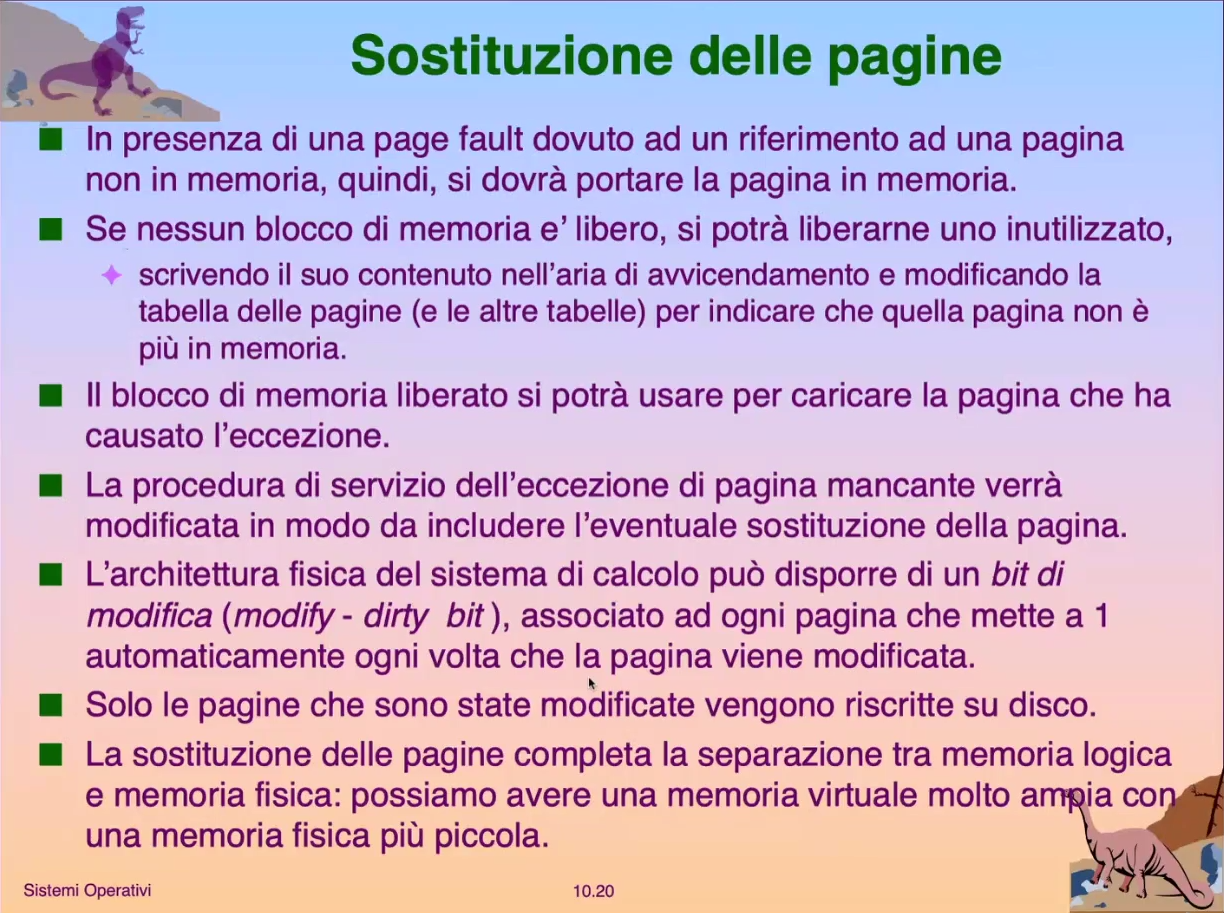 Sostituzione delle pagine
In presenza di una page fault dovuto ad un riferimento ad una pagina
non in memoria, quindi, si dovrà portare la pagina in memoria.
Se nessun blocco di memoria e' libero, si potrà liberarne uno inutilizzato,
scrivendo il suo contenuto nell'aria di avvicendamento e modificando la
tabella delle pagine (e le altre tabelle) per indicare che quella pagina non è
più in memoria.
Il blocco di memoria liberato si potrà usare per caricare la pagina che ha
causato l'eccezione.
La procedura di servizio dell'eccezione di pagina mancante verrà
modificata in modo da includere l'eventuale sostituzione della pagina.
L'architettura fisica del sistema di calcolo può disporre di un bit di
modifica (modify - dirty bit ), associato ad ogni pagina che mette a 1
automaticamente ogni volta che la pagina viene modificata.
Solo le pagine che sono state modificate vengono riscritte su disco.
La sostituzione delle pagine completa la separazione tra memoria logica
e memoria fisica: possiamo avere una memoria virtuale molto ampia con
una memoria fisica più piccola.
Sistemi Operativi
10.20